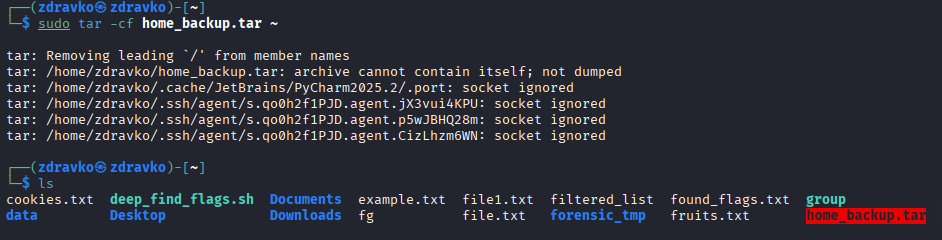 ┌──(zdravko㉿ zdravko)-[~]
└─$ sudo tar -cf home_backup.tar ~
tar: Removing leading `/' from member names
tar: /home/zdravko/home_backup.tar: archive cannot contain itself; not dumped
tar: /home/zdravko/.cache/JetBrains/PyCharm2025.2/.port: socket ignored
tar: /home/zdravko/.ssh/agent/s.qo0h2f1PJD.agent.jX3vui4KPU: socket ignored
tar: /home/zdravko/.ssh/agent/s.qo0h2f1PJD.agent.p5wJBHQ28m: socket ignored
tar: /home/zdravko/.ssh/agent/s.qo0h2f1PJD.agent.CizLhzm6WN: socket ignored
┌──(zdravko㉿ zdravko)-[~]
└─$ ls
cookies.txt deep_find_flags.sh Documents example.txt file1.txt filtered_list found_flags.txt group
data Desktop Downloads fg file.txt forensic_tmp fruits.txt home_backup.tar